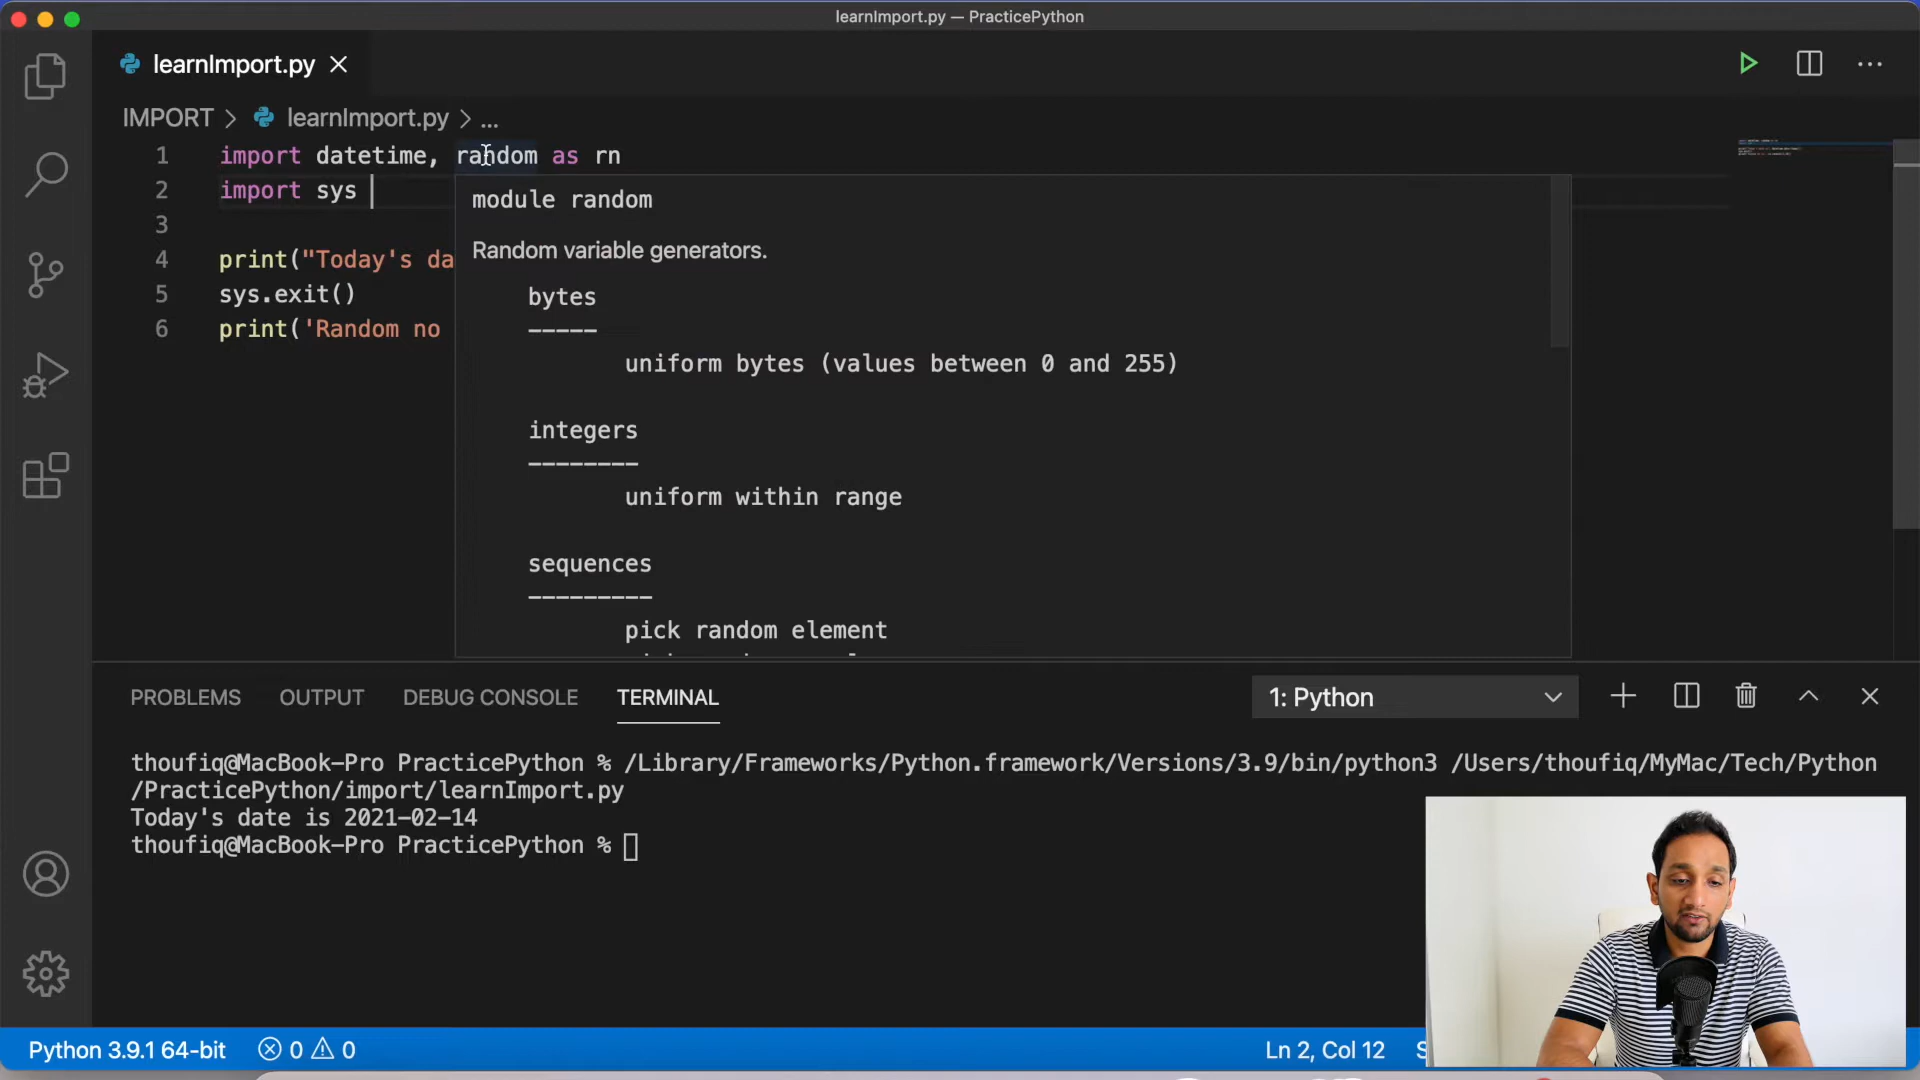 learnImport.py — PracticePython
learnImport.py
IMPORT > learnImport.py > ...
1 import datetime, random as rn
2 import sys
3
4 print("Today's da
5 sys.exit()
6 print('Random no
module random
Random variable generators.
bytes
-----
uniform bytes (values between 0 and 255)
integers
--------
uniform within range
sequences
---------
pick random element
PROBLEMS OUTPUT DEBUG CONSOLE TERMINAL 1: Python
thoufiq@MacBook-Pro PracticePython % /Library/Frameworks/Python.framework/Versions/3.9/bin/python3 /Users/thoufiq/MyMac/Tech/Python
/PracticePython/import/learnImport.py
Today's date is 2021-02-14
thoufiq@MacBook-Pro PracticePython %
Python 3.9.1 64-bit 0 0 Ln 2, Col 12